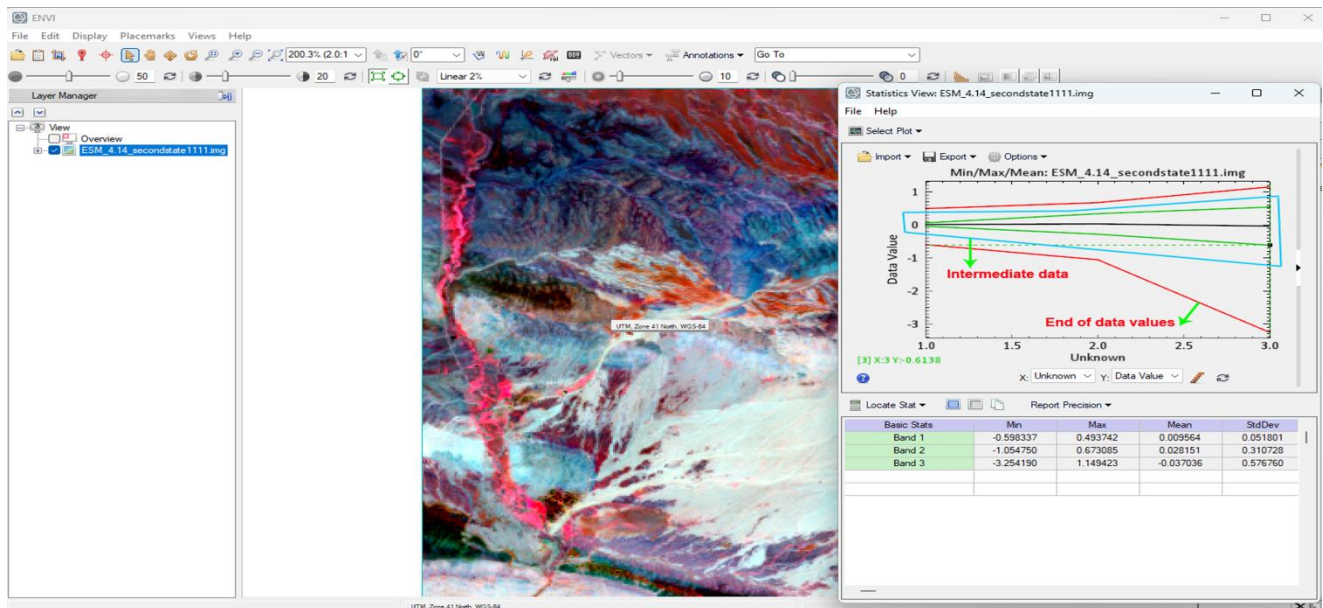 ENVI
File Edit Display Placemarks Views Help
200.3% (2.0:1 0° Vectors Annotations Go To
50 20 Linear 2% 10 0
Layer Manager
View
Overview
ESM_4.14_secondstate1111.img
UTM, Zone 41 North, WGS-84
Statistics View: ESM_4.14_secondstate1111.img
File Help
Select Plot
Import Export Options
Min/Max/Mean: ESM_4.14_secondstate1111.img
1
0
-1
-2
-3
Data Value
Intermediate data
End of data values
1.0 1.5 2.0 2.5 3.0
Unknown
[3] X:3 Y:-0.6138
X: Unknown Y: Data Value
Locate Stat Report Precision
Basic Stats Min Max Mean StdDev
Band 1 -0.598337 0.493742 0.009564 0.051801
Band 2 -1.054750 0.673085 0.028151 0.310728
Band 3 -3.254190 1.149423 -0.037036 0.576760
UTM, Zone 41 North, WGS-84